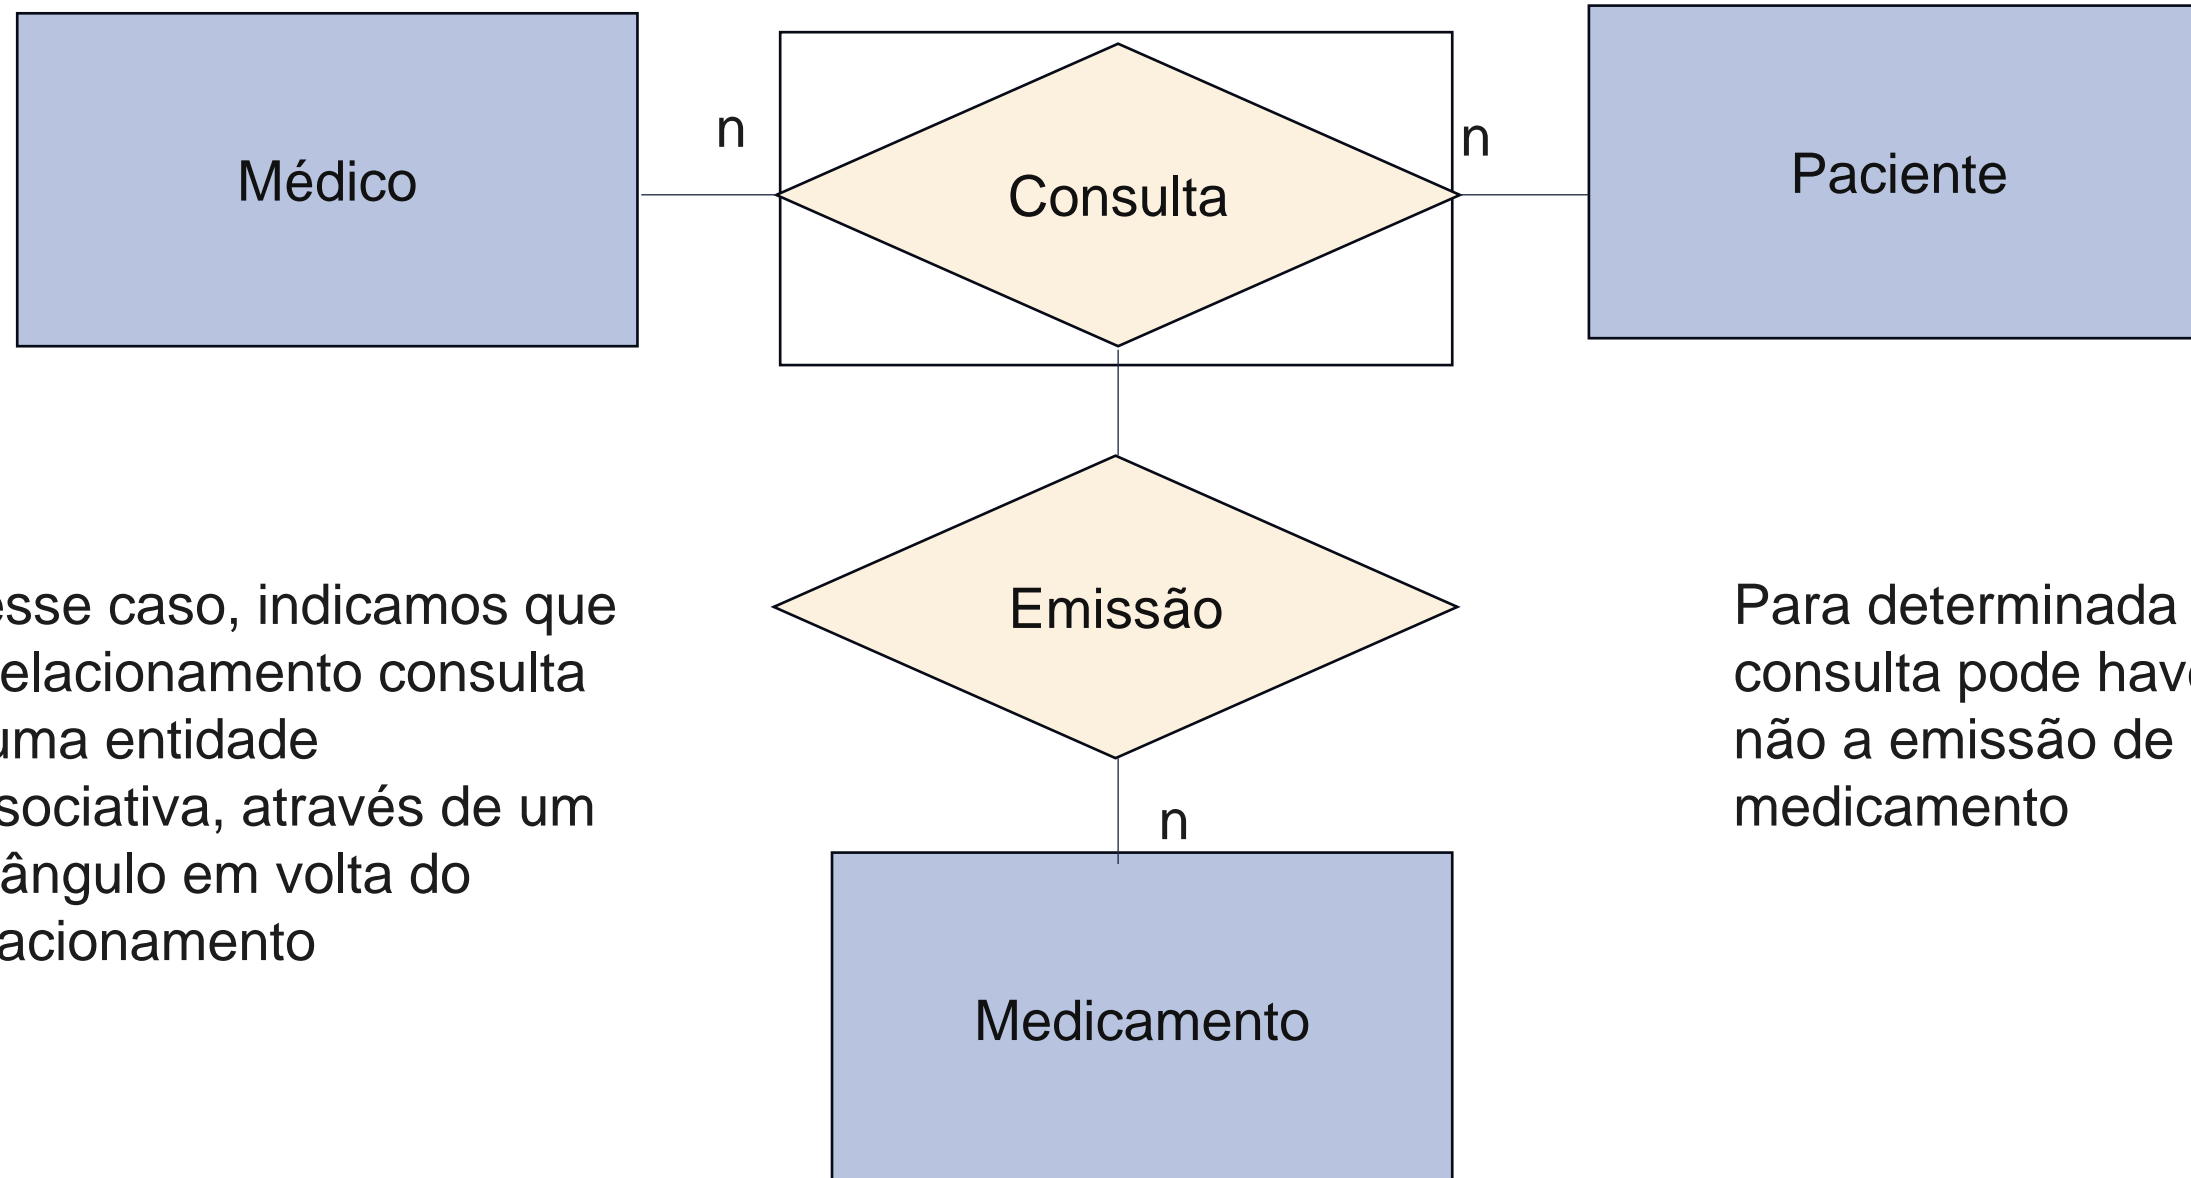 Médico
n
Consulta
n
Paciente
Emissão
esse caso, indicamos que
elacionamento consulta
uma entidade
sociativa, através de um
ângulo em volta do
acionamento
Para determinada
consulta pode have
não a emissão de
medicamento
n
Medicamento